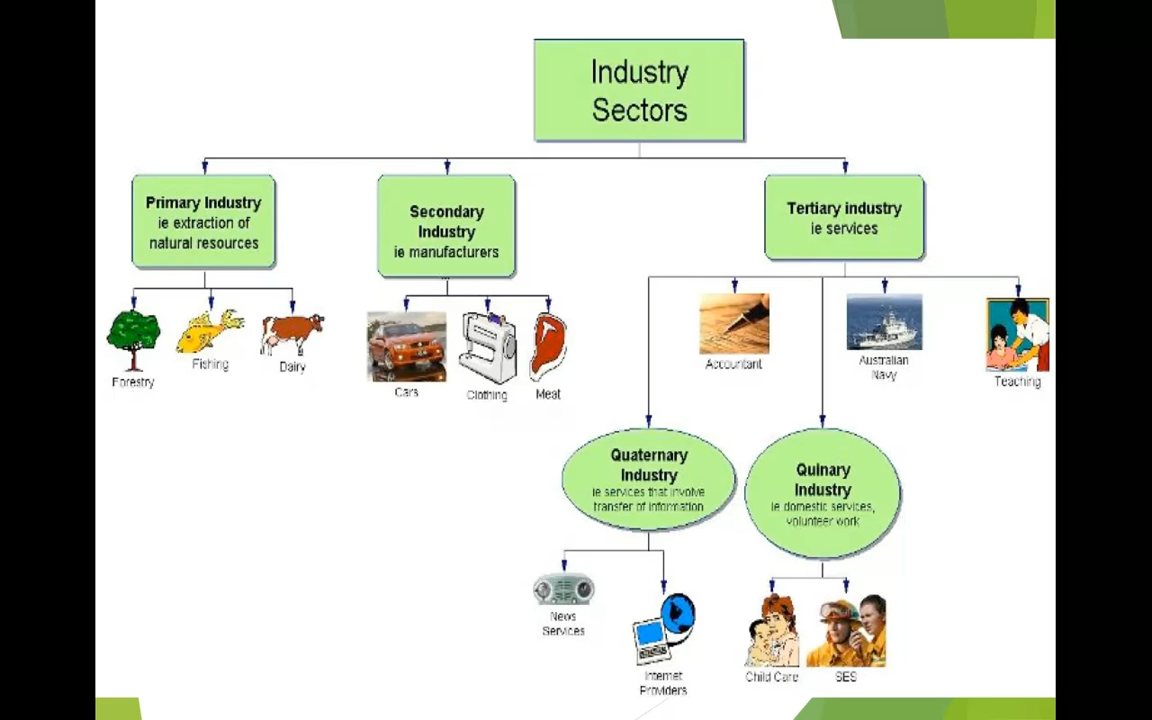 Industry
Sectors
Primary Industry
ie extraction of
natural resources
Secondary
Industry
ie manufacturers
Tertiary industry
ie services
Forestry
Fishing
Dairy
Cars
Clothing
Meat
Accountant
Australian
Navy
Teaching
Quaternary
Industry
ie services that involve
transfer of information
Quinary
Industry
ie domestic services,
volunteer work
News
Services
Internet
Providers
Child Care
SES